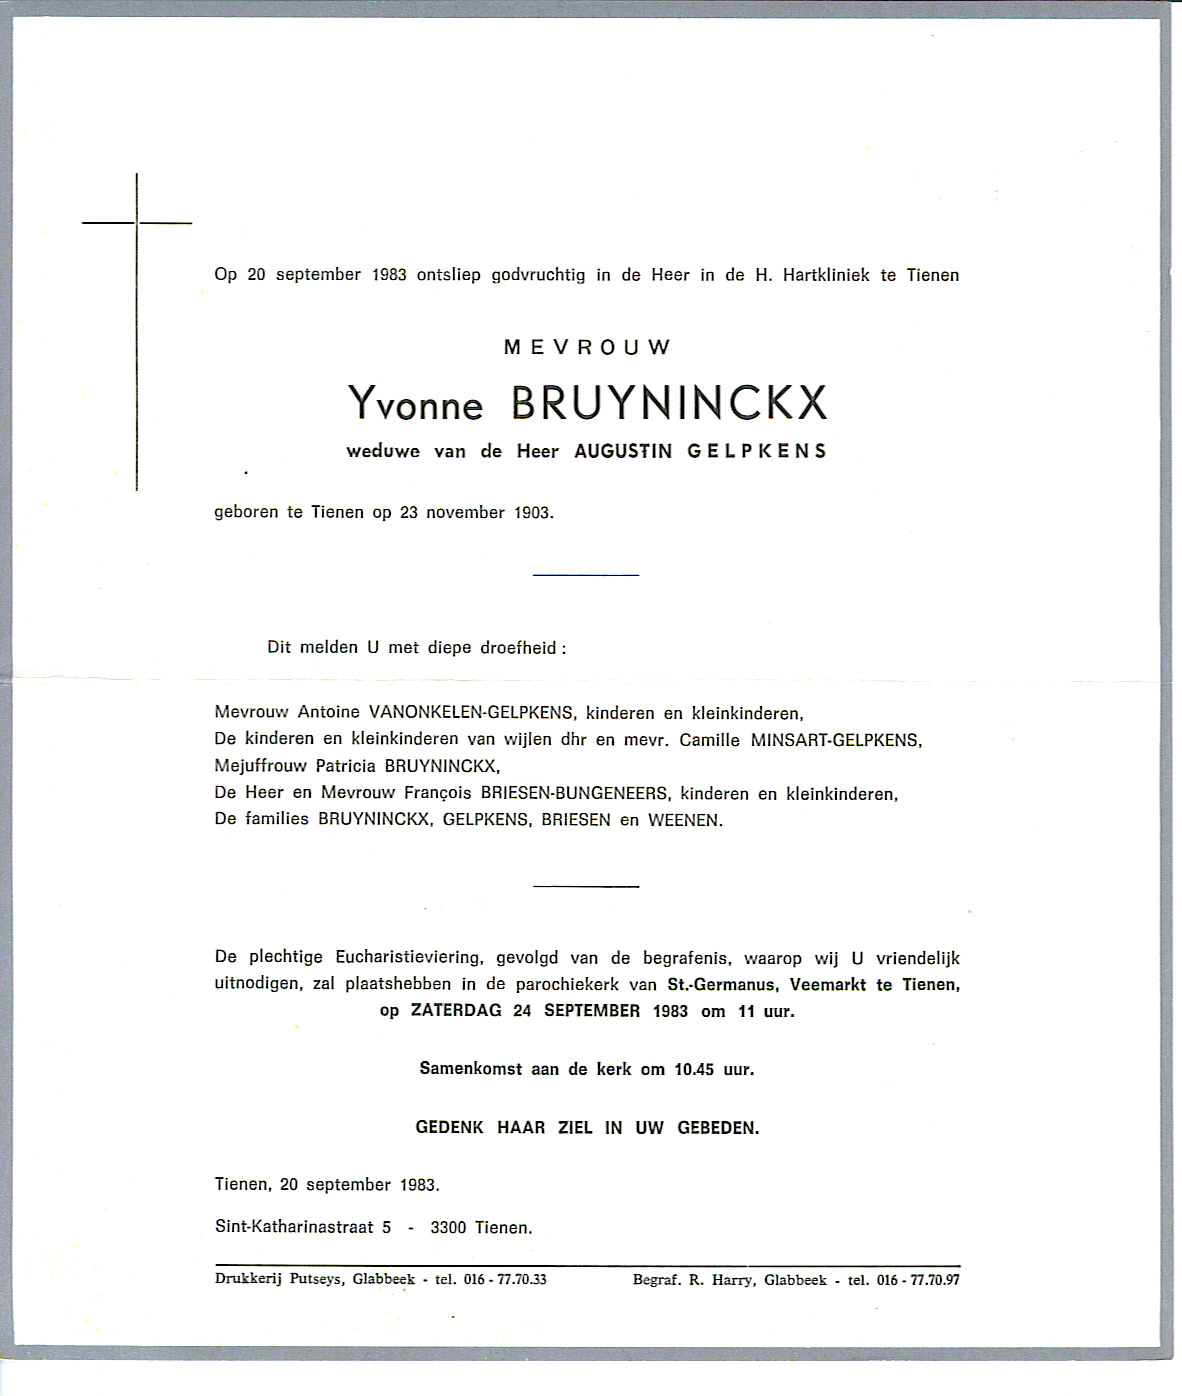 Op 20 september 1983 ontsliep godvruchtig in de Heer in de H. Hartkliniek te Tienen
MEVROUW
Yvonne BRUYNINCKX
weduwe van de Heer AUGUSTIN GELPKENS
geboren te Tienen op 23 november 1903.
Dit melden U met diepe droefheid :
Mevrouw Antoine VANONKELEN-GELPKENS, kinderen en kleinkinderen,
De kinderen en kleinkinderen van wijlen dhr en mevr. Camille MINSART-GELPKENS,
Mejuffrouw Patricia BRUYNINCKX,
De Heer en Mevrouw François BRIESEN-BUNGENEERS, kinderen en kleinkinderen,
De families BRUYNINCKX, GELPKENS, BRIESEN en WEENEN.
De plechtige Eucharistieviering, gevolgd van de begrafenis, waarop wij U vriendelijk
uitnodigen, zal plaatshebben in de parochiekerk van St.-Germanus, Veemarkt te Tienen,
op ZATERDAG 24 SEPTEMBER 1983 om 11 uur.
Samenkomst aan de kerk om 10.45 uur.
GEDENK HAAR ZIEL IN UW GEBEDEN.
Tienen, 20 september 1983.
Sint-Katharinastraat 5 - 3300 Tienen.
Drukkerij Putseys, Glabbeek - tel. 016 - 77.70.33 Begraf. R. Harry, Glabbeek - tel. 016 - 77.70.97